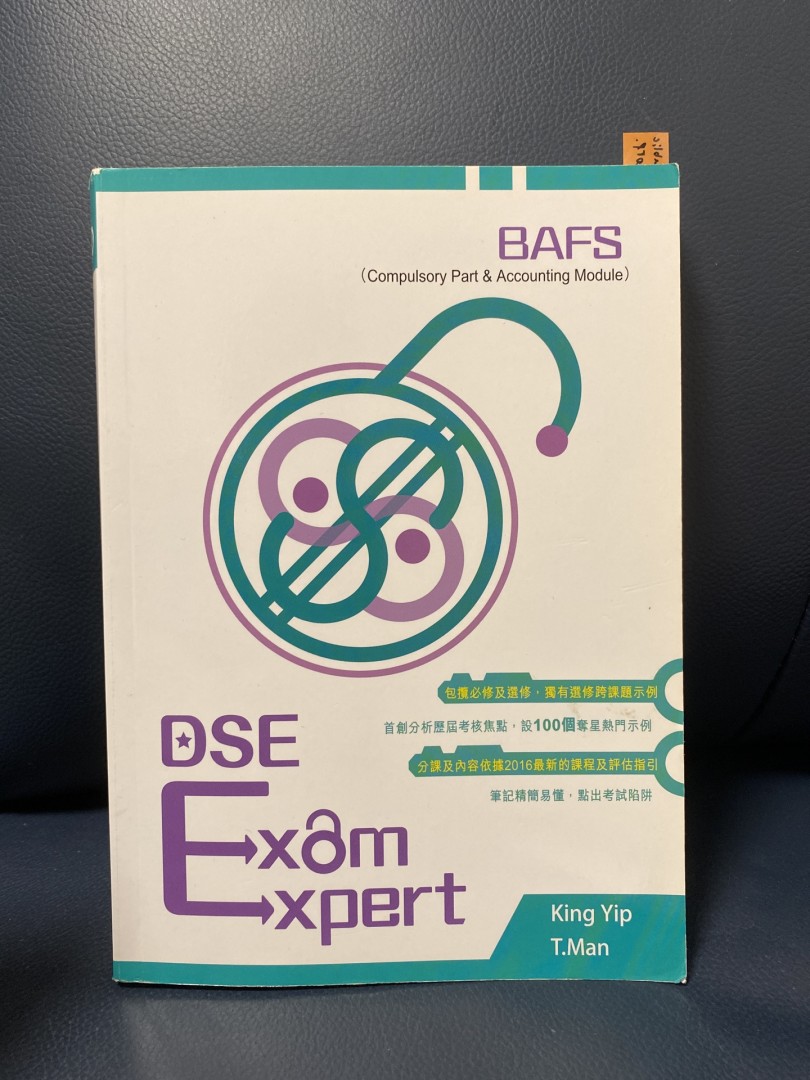 BAFS
(Compulsory Part & Accounting Module)
包攬必修及選修，獨有選修跨課題示例
首創分析歷屆考核焦點，設100個奪星熱門示例
分課及內容依據2016最新的課程及評估指引
筆記精簡易懂，點出考試陷阱
DSE
Exam
Expert
King Yip
T.Man